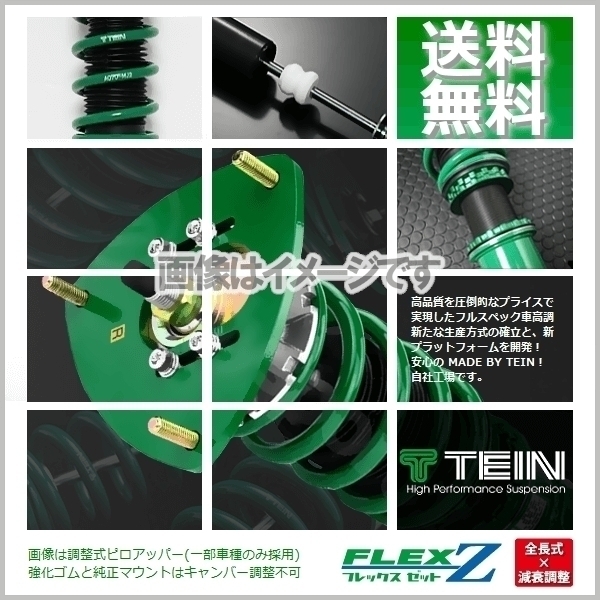 TEIN
送料
無料
画像はイメージです
高品質を圧倒的なプライスで
実現したフルスペック車高調
新たな生産方式の確立と、新
プラットフォームを開発！
安心の MADE BY TEIN！
自社工場です。
R
TEIN
High Performance Suspension
画像は調整式ピロアッパー(一部車種のみ採用)
強化ゴムと純正マウントはキャンバー調整不可
FLEX Z
フレックス ゼット
全長式
×
減衰調整